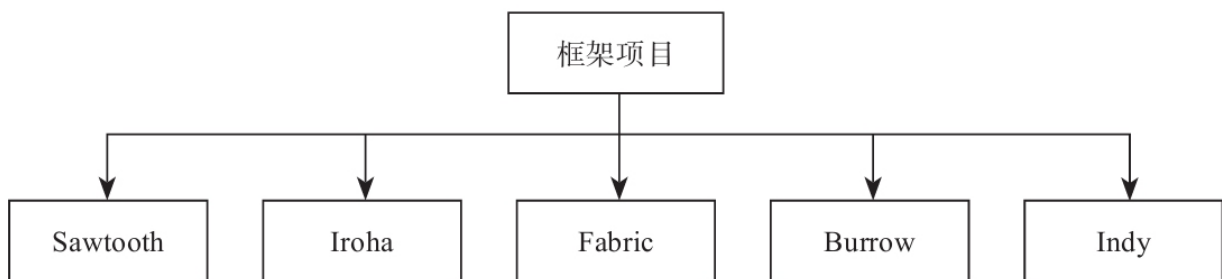 框架项目
Sawtooth
Iroha
Fabric
Burrow
Indy